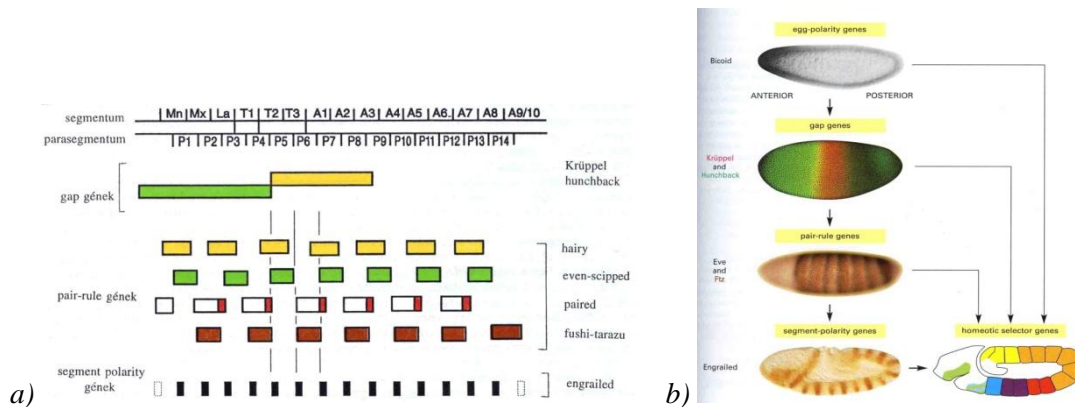 segmentum
Mn Mx La T1 T2 T3 A1 A2 A3 A4 A5 A6 A7 A8 A9/10
parasegmentum
P1 P2 P3 P4 P5 P6 P7 P8 P9 P10 P11 P12 P13 P14
gap gének
Krüppel
hunchback
pair-rule gének
hairy
even-scipped
paired
fushi-tarazu
segment polarity
gének
engrailed
a)
egg-polarity genes
Bicoid
ANTERIOR POSTERIOR
gap genes
Krüppel
and
Hunchback
pair-rule genes
Eve
and
Ftz
segment-polarity genes
homeotic selector genes
Engrailed
b)